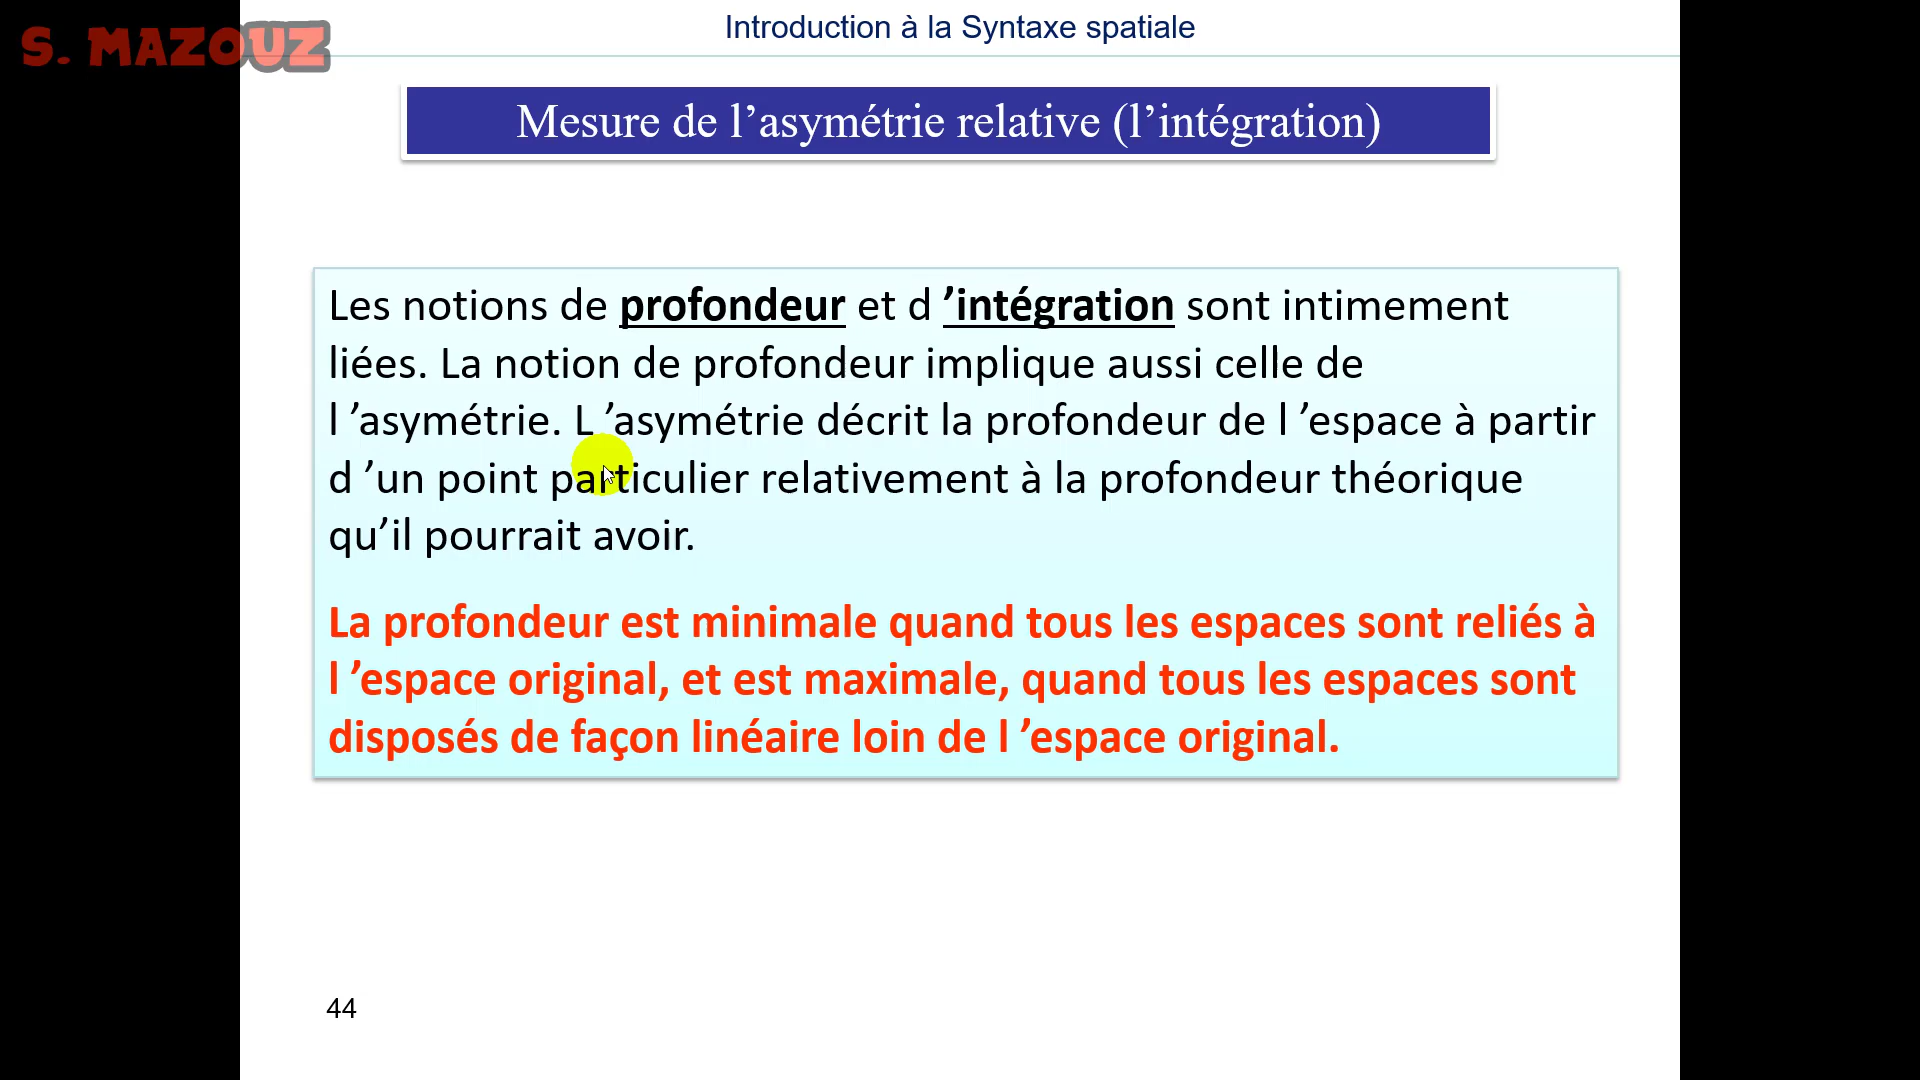 S. MAZOUZ
Introduction à la Syntaxe spatiale
Mesure de l’asymétrie relative (l’intégration)
Les notions de profondeur et d ’intégration sont intimement
liées. La notion de profondeur implique aussi celle de
l ’asymétrie. L ’asymétrie décrit la profondeur de l ’espace à partir
d ’un point particulier relativement à la profondeur théorique
qu’il pourrait avoir.
La profondeur est minimale quand tous les espaces sont reliés à
l ’espace original, et est maximale, quand tous les espaces sont
disposés de façon linéaire loin de l ’espace original.
44